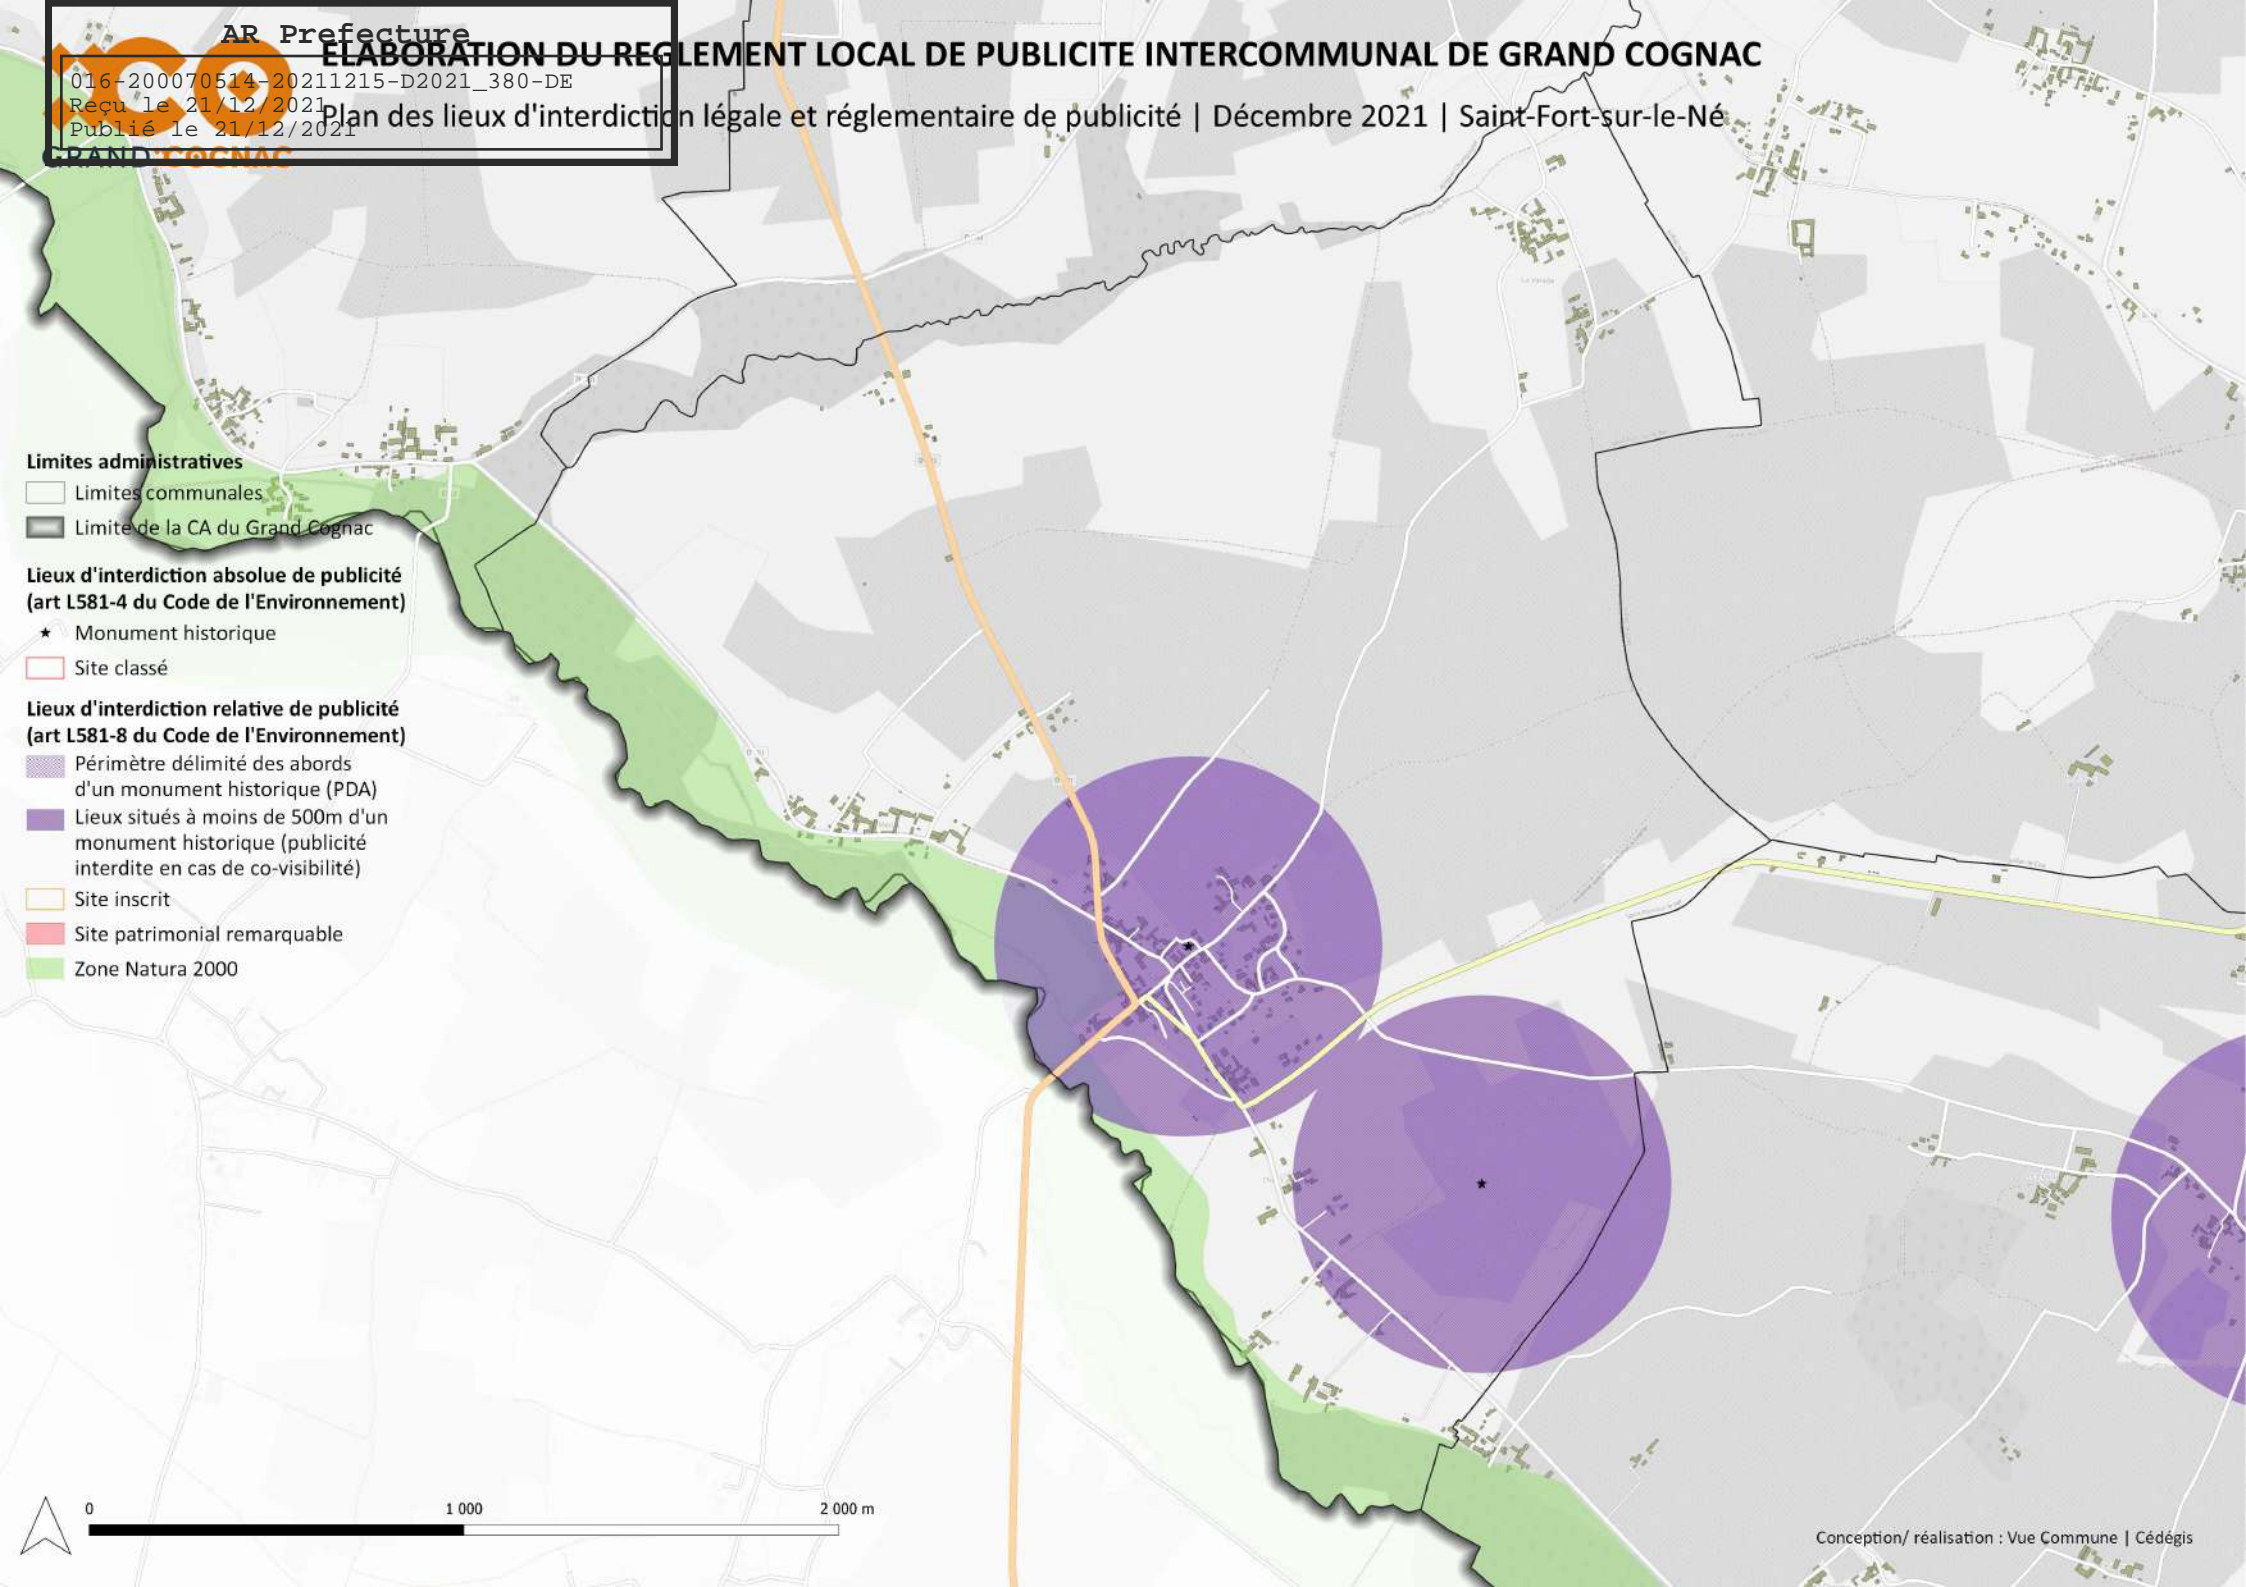 AR Prefecture
016-200070514-20211215-D2021_380-DE
Reçu le 21/12/2021
Publié le 21/12/2021
GRAND COGNAC
ELABORATION DU REGLEMENT LOCAL DE PUBLICITE INTERCOMMUNAL DE GRAND COGNAC
Plan des lieux d'interdiction légale et réglementaire de publicité | Décembre 2021 | Saint-Fort-sur-le-Né
Limites administratives
Limites communales
Limite de la CA du Grand Cognac
Lieux d'interdiction absolue de publicité
(art L581-4 du Code de l'Environnement)
Monument historique
Site classé
Lieux d'interdiction relative de publicité
(art L581-8 du Code de l'Environnement)
Périmètre délimité des abords
d'un monument historique (PDA)
Lieux situés à moins de 500m d'un
monument historique (publicité
interdite en cas de co-visibilité)
Site inscrit
Site patrimonial remarquable
Zone Natura 2000
0 1 000 2 000 m
Conception/ réalisation : Vue Commune | Cédégis